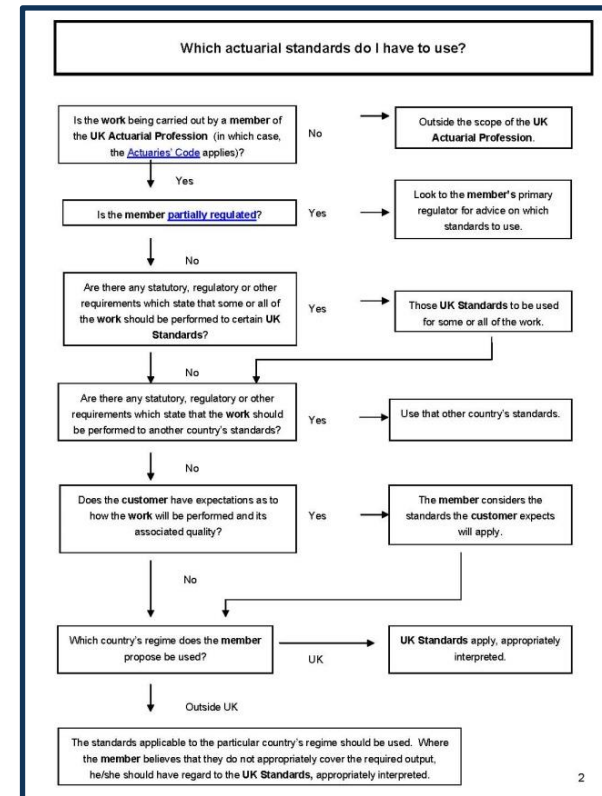 Which actuarial standards do I have to use?
Is the work being carried out by a member of
the UK Actuarial Profession (in which case,
the Actuaries' Code applies)?
No
Outside the scope of the UK
Actuarial Profession.
Yes
Is the member partially regulated?
Yes
Look to the member's primary
regulator for advice on which
standards to use.
No
Are there any statutory, regulatory or other
requirements which state that some or all of
the work should be performed to certain UK
Standards?
Yes
Those UK Standards to be used
for some or all of the work.
No
Are there any statutory, regulatory or other
requirements which state that the work should
be performed to another country's standards?
Yes
Use that other country's standards.
No
Does the customer have expectations as to
how the work will be performed and its
associated quality?
Yes
The member considers the
standards the customer expects
will apply.
No
Which country's regime does the member
propose be used?
UK
UK Standards apply, appropriately
interpreted.
Outside UK
The standards applicable to the particular country's regime should be used. Where
the member believes that they do not appropriately cover the required output,
he/she should have regard to the UK Standards, appropriately interpreted.
2